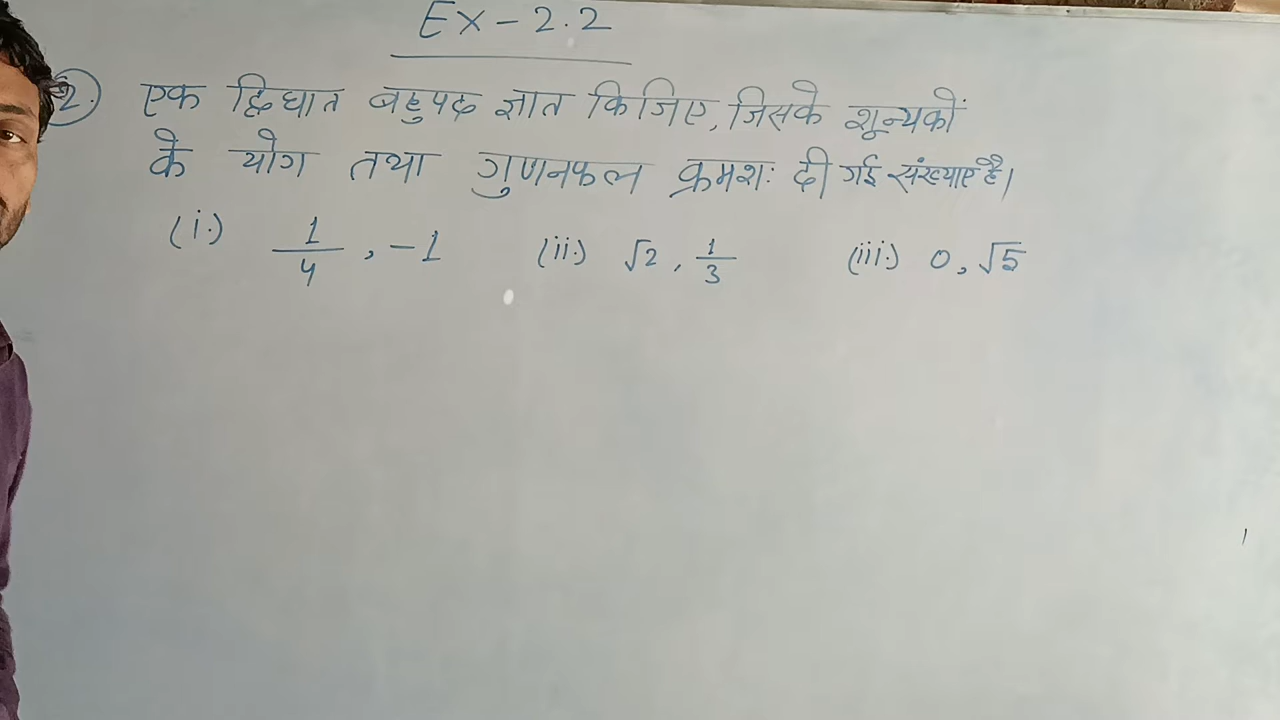 Ex - 2.2
2. एक द्विघात बहुपद ज्ञात किजिए, जिसके शून्यकों
के योग तथा गुणनफल क्रमशः दी गई संख्याएँ है।
(i.) 1/4, -1 (ii.) √2, 1/3 (iii.) 0, √5